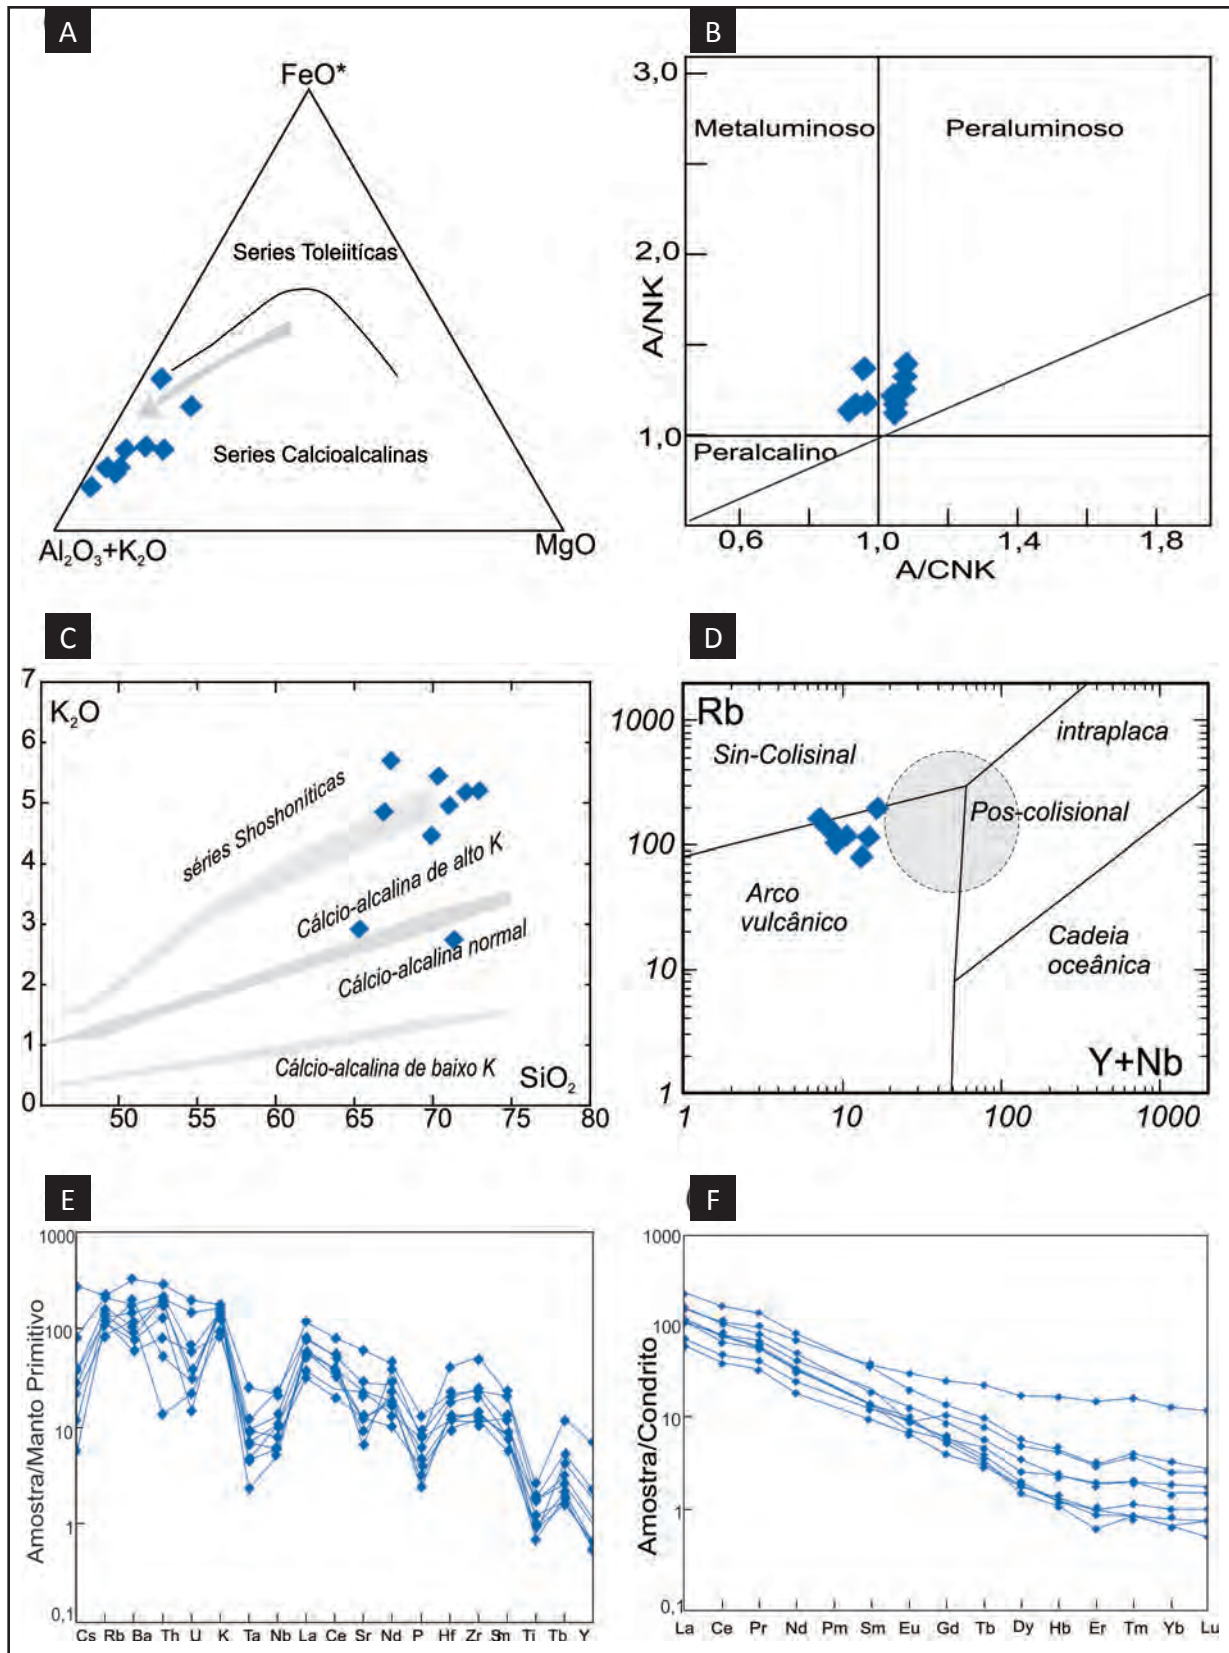 A
FeO*
Series Toleiitícas
Series Calcioalcalinas
Al₂O₃+K₂O
MgO
B
3,0
Metaluminoso
Peraluminoso
2,0
A/NK
1,0
Peralcalino
0,6
1,0
1,4
1,8
A/CNK
C
7
K₂O
6
5
4
3
2
1
0
séries Shoshoníticas
Cálcio-alcalina de alto K
Cálcio-alcalina normal
Cálcio-alcalina de baixo K
SiO₂
50 55 60 65 70 75 80
D
1000
Rb
Sin-Colisinal
intraplaca
Pos-colisional
100
Arco
vulcânico
Cadeia
oceânica
10
Y+Nb
1
1 10 100 1000
E
1000
100
10
1
0,1
Amostra/Manto Primitivo
Cs Rb Ba Th U K Ta Nb La Ce Sr Nd P Hf Zr Sm Ti Tb Y
F
1000
100
10
1
0,1
Amostra/Condrito
La Ce Pr Nd Pm Sm Eu Gd Tb Dy Hb Er Tm Yb Lu